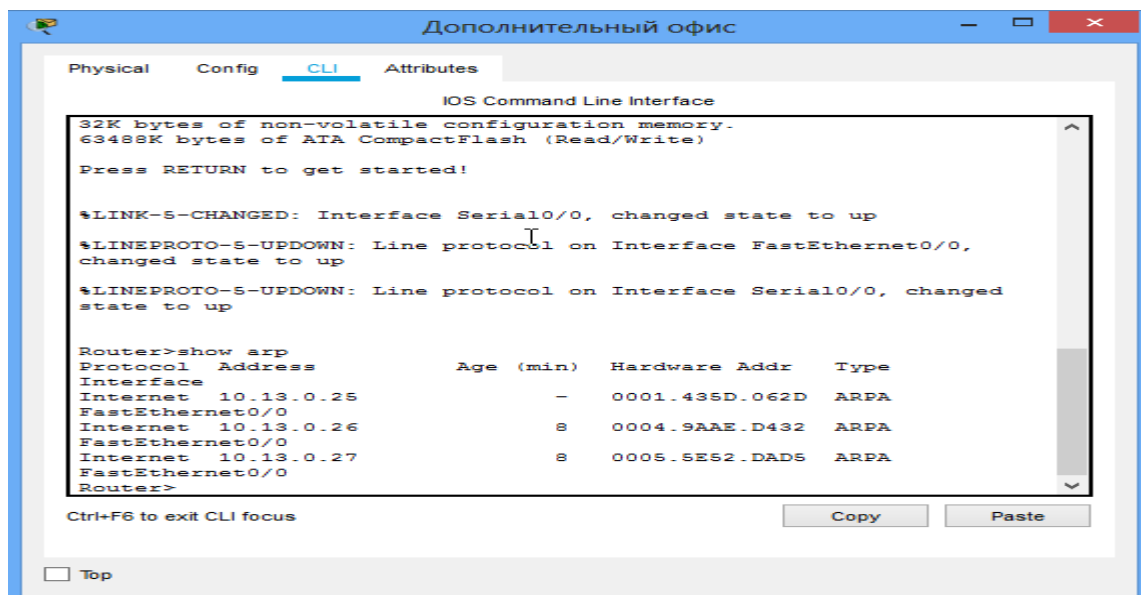 Дополнительный офис
Physical Config CLI Attributes
IOS Command Line Interface
32K bytes of non-volatile configuration memory.
63488K bytes of ATA CompactFlash (Read/Write)
Press RETURN to get started!
%LINK-5-CHANGED: Interface Serial0/0, changed state to up
%LINEPROTO-5-UPDOWN: Line protocol on Interface FastEthernet0/0,
changed state to up
%LINEPROTO-5-UPDOWN: Line protocol on Interface Serial0/0, changed
state to up
Router>show arp
Protocol Address Age (min) Hardware Addr Type
Interface
Internet 10.13.0.25 - 0001.435D.062D ARPA
FastEthernet0/0
Internet 10.13.0.26 8 0004.9AAE.D432 ARPA
FastEthernet0/0
Internet 10.13.0.27 8 0005.5E52.DAD5 ARPA
FastEthernet0/0
Router>
Ctrl+F6 to exit CLI focus Copy Paste
Top